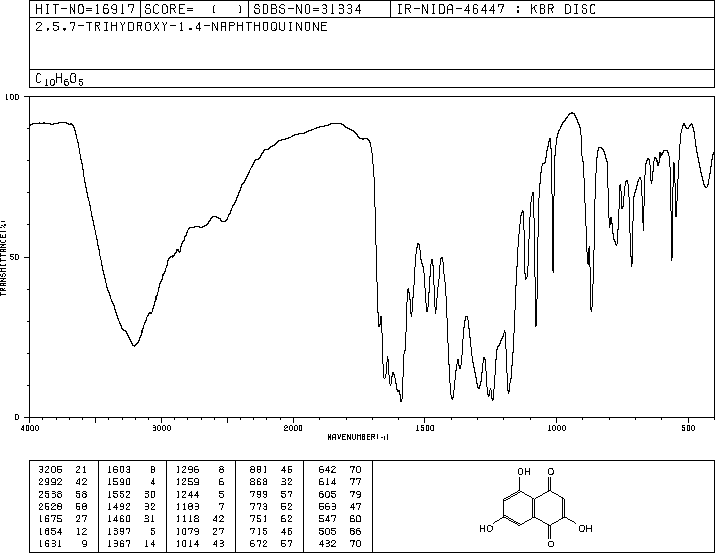 HIT-NO=16917 SCORE= ( ) SDBS-NO=31334 IR-NIDA-46447 : KBR DISC
2,5,7-TRIHYDROXY-1,4-NAPHTHOQUINONE
C10H6O5
100
TRANSMITTANCE(%)
50
0
4000 3000 2000 1500 1000 500
WAVENUMBER(-1)
3205 21 1603 8 1296 8 881 46 642 70
2992 42 1590 4 1259 6 868 32 614 77
2538 58 1552 30 1244 5 799 57 605 79
2528 58 1492 32 1183 7 773 52 563 47
1675 27 1460 31 1118 42 751 62 547 60
1654 12 1397 5 1079 27 715 46 505 86
1631 9 1367 14 1014 43 672 57 432 70
OH O
HO OH
O